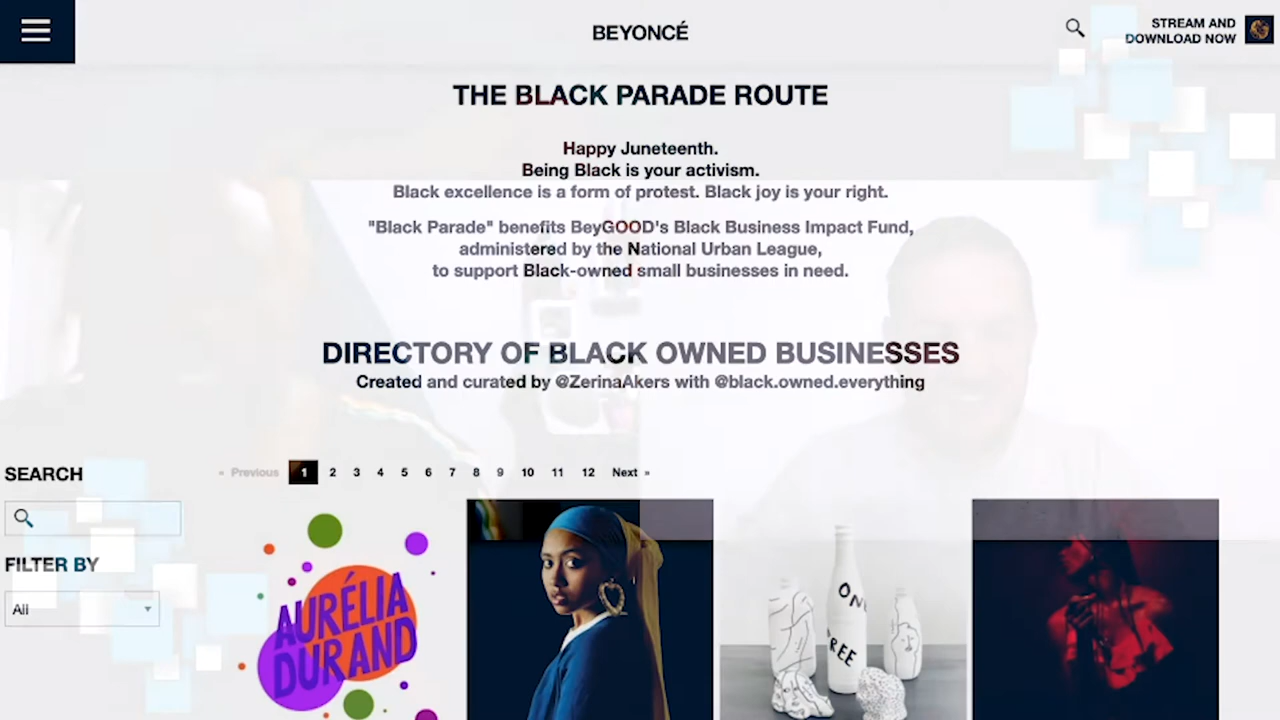 BEYONCÉ
STREAM AND
DOWNLOAD NOW
THE BLACK PARADE ROUTE
Happy Juneteenth.
Being Black is your activism.
Black excellence is a form of protest. Black joy is your right.
"Black Parade" benefits BeyGOOD's Black Business Impact Fund,
administered by the National Urban League,
to support Black-owned small businesses in need.
DIRECTORY OF BLACK OWNED BUSINESSES
Created and curated by @ZerinaAkers with @black.owned.everything
SEARCH
« Previous 1 2 3 4 5 6 7 8 9 10 11 12 Next »
FILTER BY
All
AURÉLIA
DURAND
ON
REE